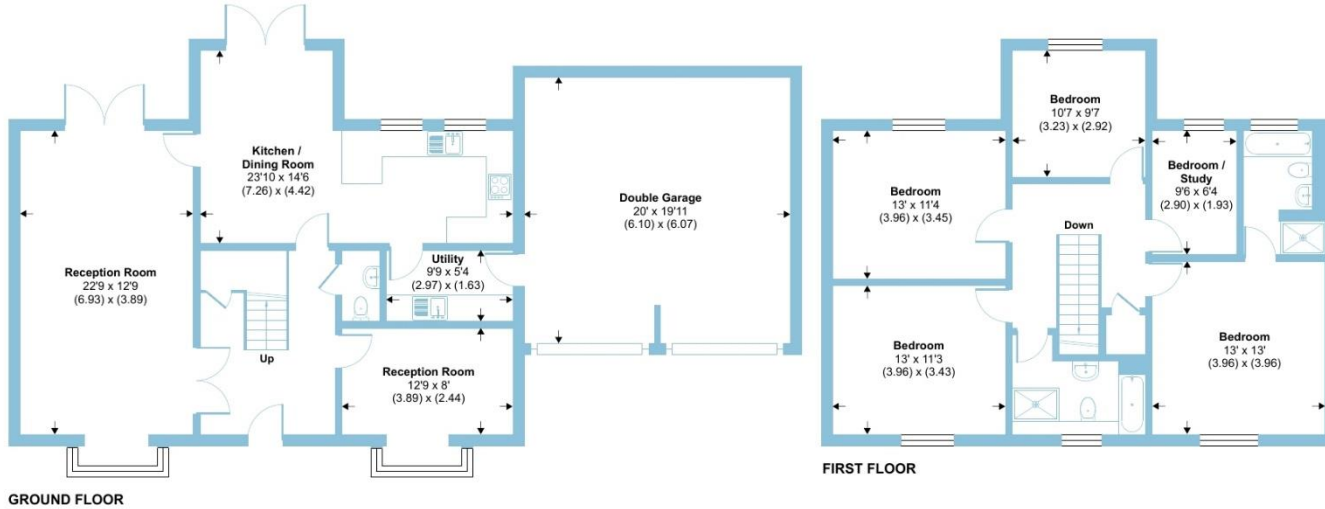 Kitchen /
Dining Room
23'10 x 14'6
(7.26) x (4.42)
Double Garage
20' x 19'11
(6.10) x (6.07)
Reception Room
22'9 x 12'9
(6.93) x (3.89)
Utility
9'9 x 5'4
(2.97) x (1.63)
Up
Reception Room
12'9 x 8'
(3.89) x (2.44)
GROUND FLOOR
Bedroom
10'7 x 9'7
(3.23) x (2.92)
Bedroom
13' x 11'4
(3.96) x (3.45)
Bedroom /
Study
9'6 x 6'4
(2.90) x (1.93)
Down
Bedroom
13' x 11'3
(3.96) x (3.43)
Bedroom
13' x 13'
(3.96) x (3.96)
FIRST FLOOR